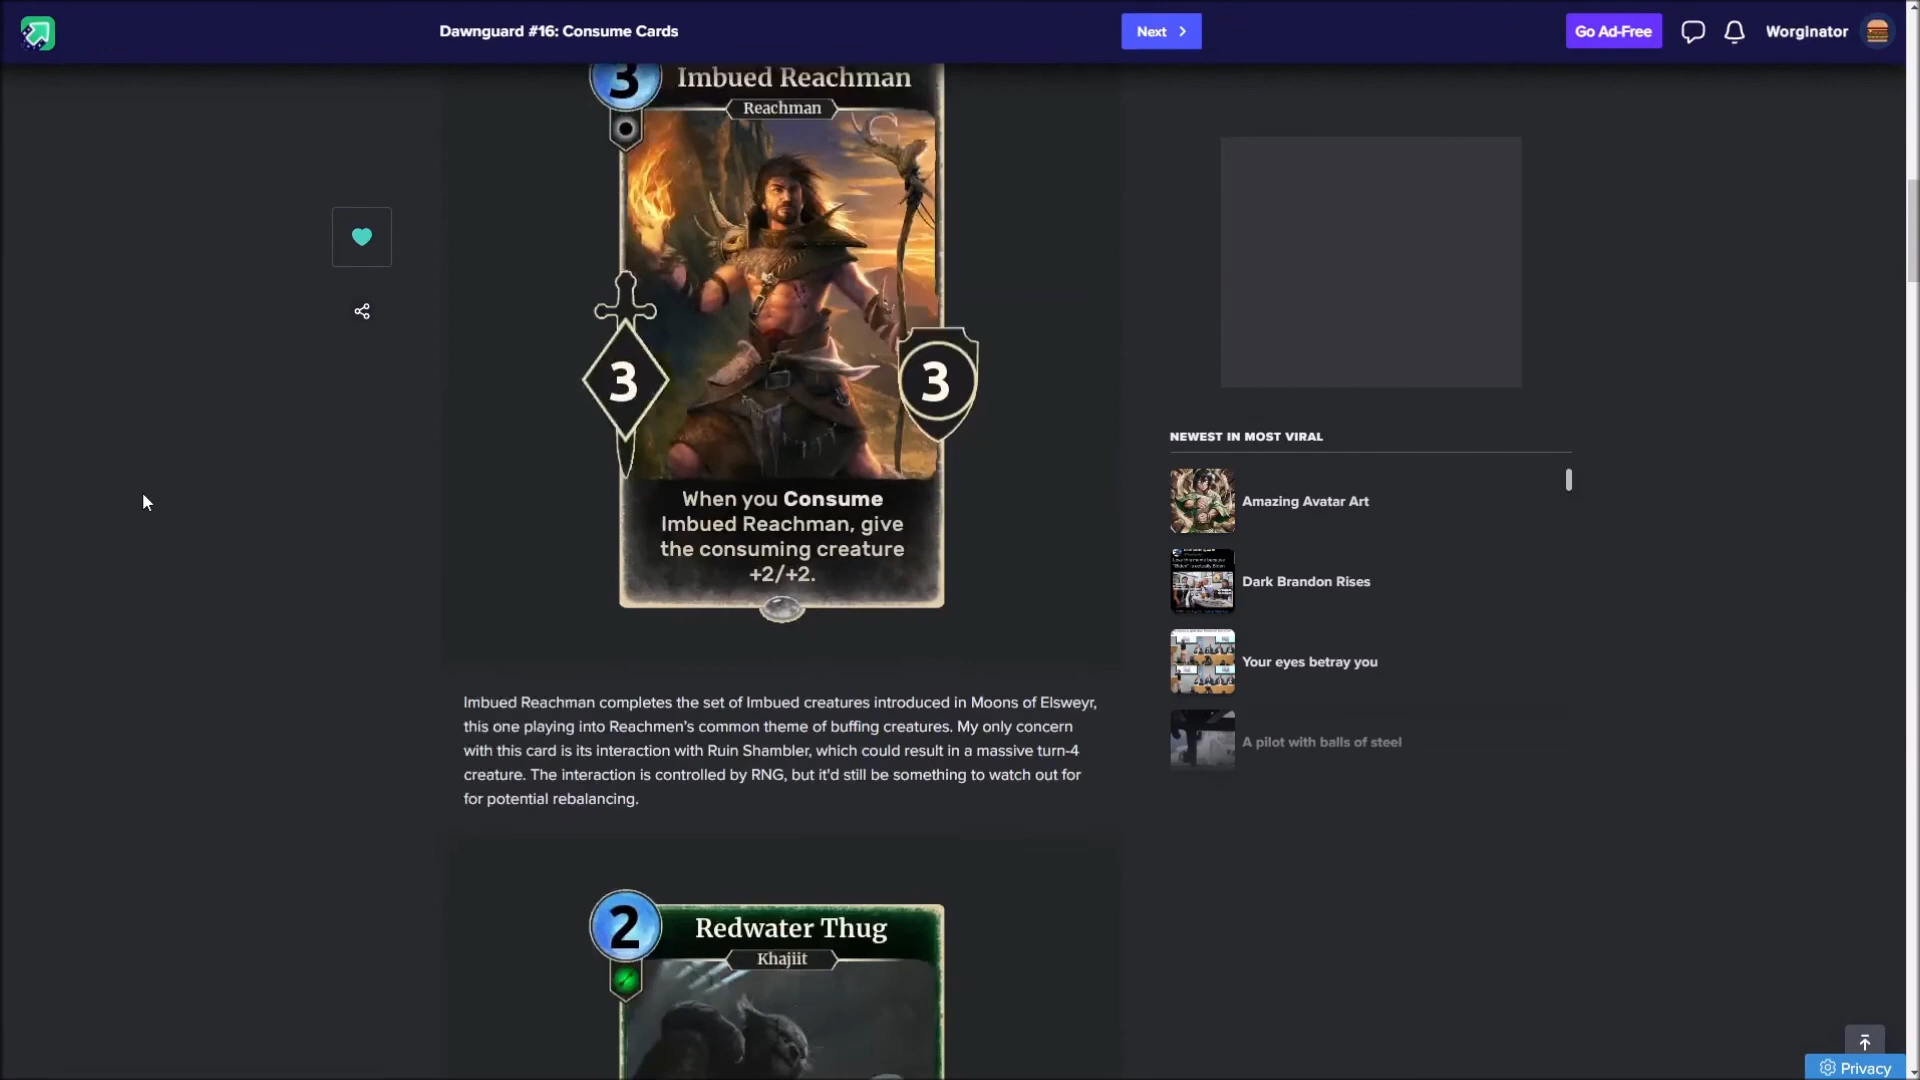 Dawnguard #16: Consume Cards
Next
Go Ad-Free
Worginator
3
Imbued Reachman
Reachman
3
3
When you Consume
Imbued Reachman, give
the consuming creature
+2/+2.
Imbued Reachman completes the set of Imbued creatures introduced in Moons of Elsweyr,
this one playing into Reachmen's common theme of buffing creatures. My only concern
with this card is its interaction with Ruin Shambler, which could result in a massive turn-4
creature. The interaction is controlled by RNG, but it'd still be something to watch out for
for potential rebalancing.
2
Redwater Thug
Khajiit
NEWEST IN MOST VIRAL
Amazing Avatar Art
Dark Brandon Rises
Your eyes betray you
A pilot with balls of steel
Privacy